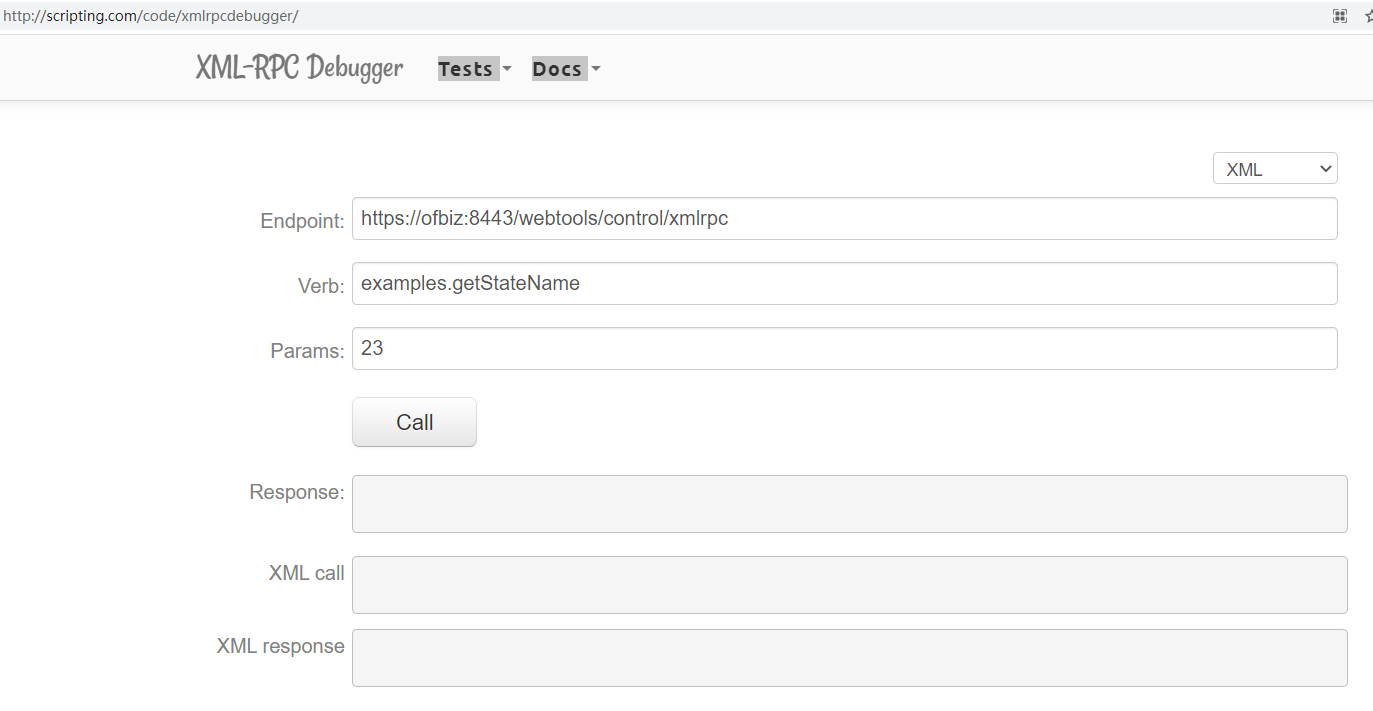 http://scripting.com/code/xmlrpcdebugger/
XML-RPC Debugger Tests Docs
XML
Endpoint: https://ofbiz:8443/webtools/control/xmlrpc
Verb: examples.getStateName
Params: 23
Call
Response:
XML call
XML response